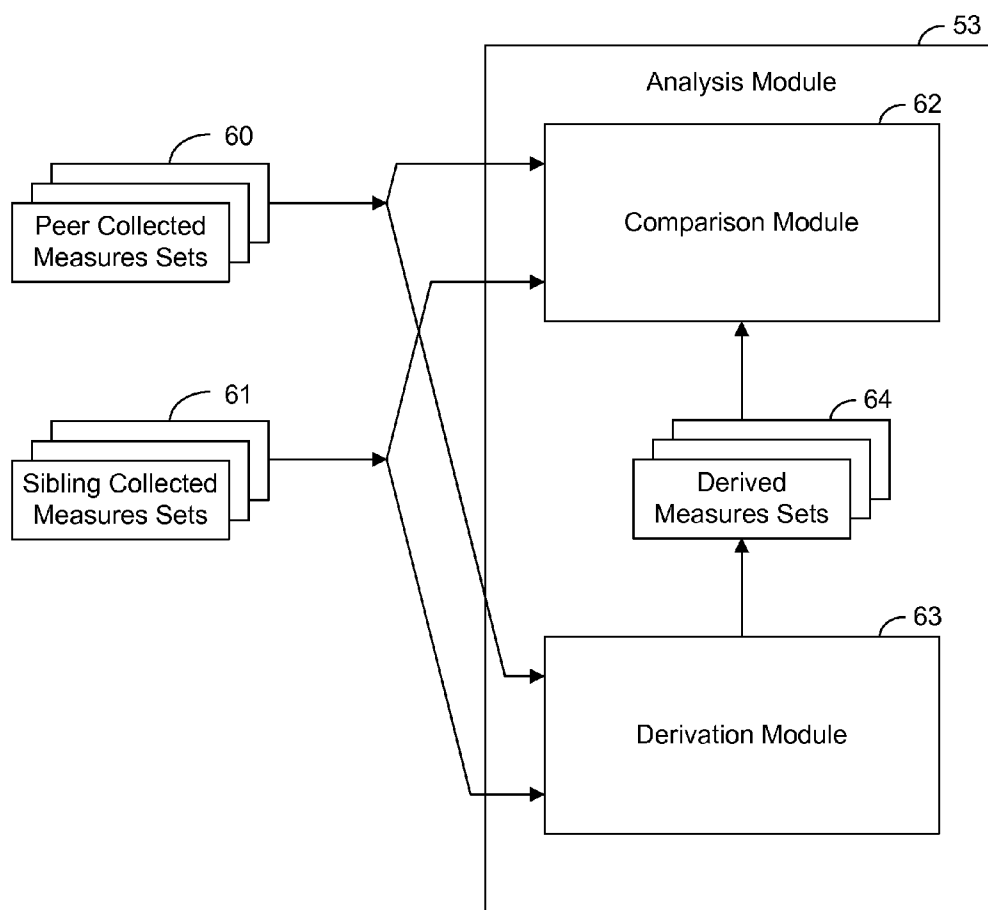 53
Analysis Module
62
60
Comparison Module
Peer Collected
Measures Sets
61
64
Sibling Collected
Measures Sets
Derived
Measures Sets
63
Derivation Module